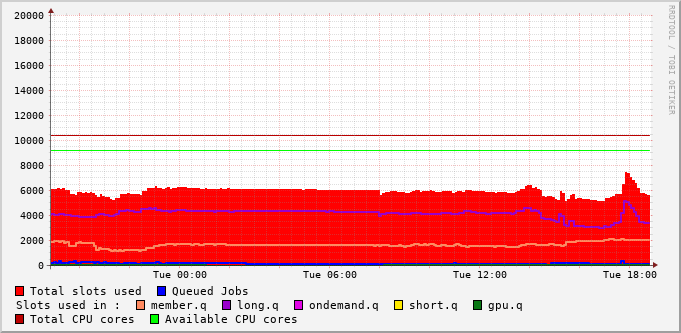 RRDTOOL / TOBI OETIKER
20000
18000
16000
14000
12000
10000
8000
6000
4000
2000
0
Tue 00:00 Tue 06:00 Tue 12:00 Tue 18:00
Total slots used Queued Jobs
Slots used in : member.q long.q ondemand.q short.q gpu.q
Total CPU cores Available CPU cores